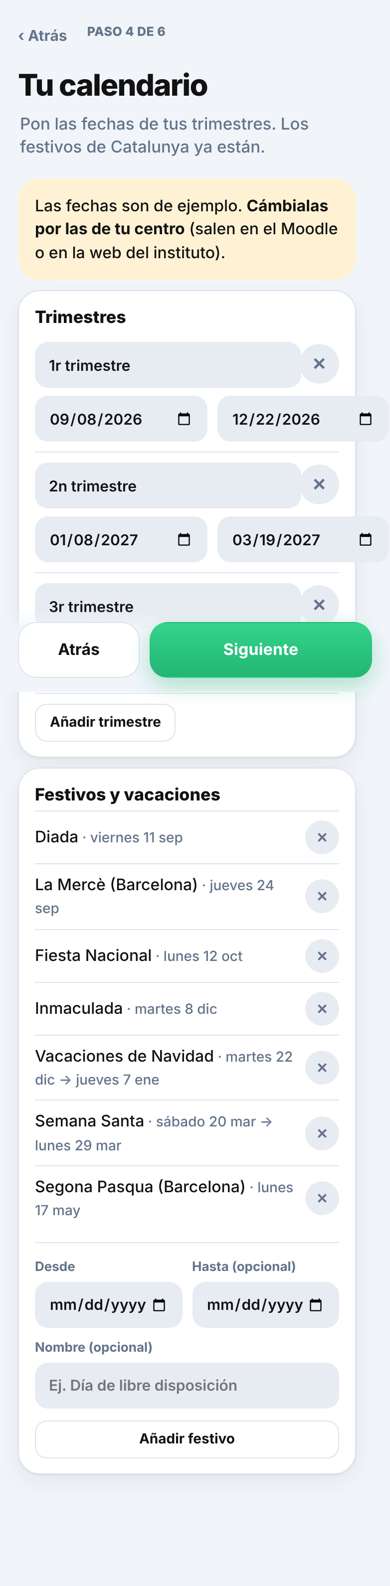 ‹ Atrás
PASO 4 DE 6
Tu calendario
Pon las fechas de tus trimestres. Los
festivos de Catalunya ya están.
Las fechas son de ejemplo. Cámbialas
por las de tu centro (salen en el Moodle
o en la web del instituto).
Trimestres
1r trimestre
✕
09/08/2026
12/22/2026
2n trimestre
✕
01/08/2027
03/19/2027
3r trimestre
✕
Atrás
Siguiente
Añadir trimestre
Festivos y vacaciones
Diada · viernes 11 sep
✕
La Mercè (Barcelona) · jueves 24
sep
✕
Fiesta Nacional · lunes 12 oct
✕
Inmaculada · martes 8 dic
✕
Vacaciones de Navidad · martes 22
dic → jueves 7 ene
✕
Semana Santa · sábado 20 mar →
lunes 29 mar
✕
Segona Pasqua (Barcelona) · lunes
17 may
✕
Desde
Hasta (opcional)
mm/dd/yyyy
mm/dd/yyyy
Nombre (opcional)
Ej. Día de libre disposición
Añadir festivo